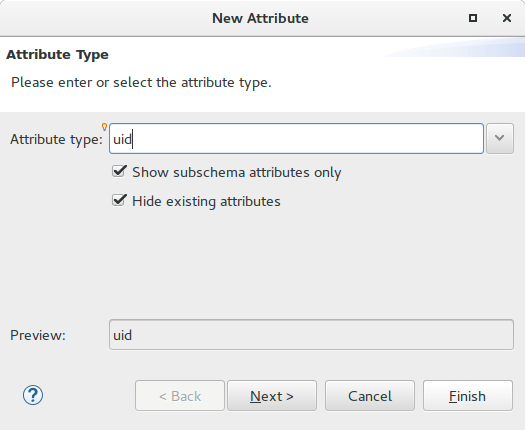 New Attribute
Attribute Type
Please enter or select the attribute type.
Attribute type: uid
Show subschema attributes only
Hide existing attributes
Preview: uid
? < Back Next > Cancel Finish